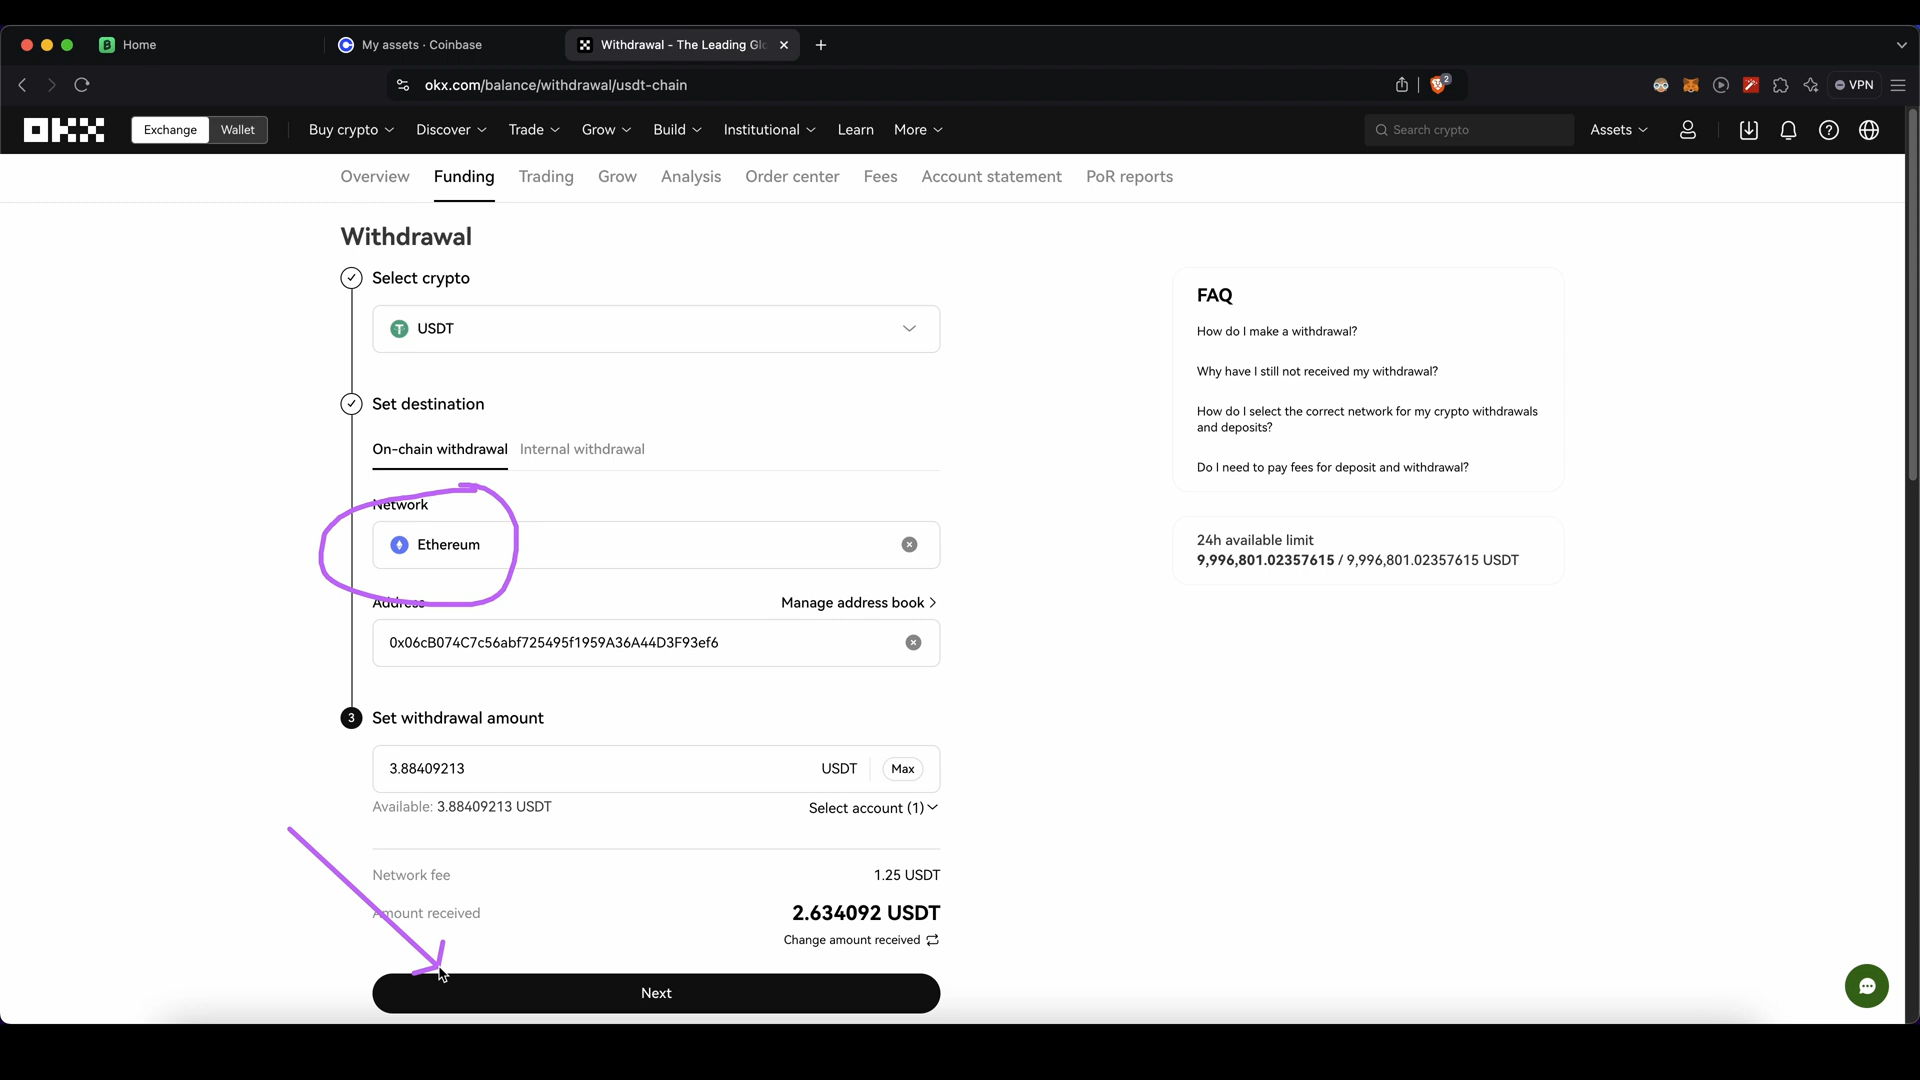 Home
My assets · Coinbase
Withdrawal - The Leading Glo
okx.com/balance/withdrawal/usdt-chain
2
VPN
OKX
Exchange
Wallet
Buy crypto
Discover
Trade
Grow
Build
Institutional
Learn
More
Search crypto
Assets
Overview
Funding
Trading
Grow
Analysis
Order center
Fees
Account statement
PoR reports
Withdrawal
Select crypto
USDT
Set destination
On-chain withdrawal
Internal withdrawal
Network
Ethereum
Address
Manage address book
0x06cB074C7c56abf725495f1959A36A44D3F93ef6
3
Set withdrawal amount
3.88409213
USDT
Max
Available: 3.88409213 USDT
Select account (1)
Network fee
1.25 USDT
Amount received
2.634092 USDT
Change amount received
Next
FAQ
How do I make a withdrawal?
Why have I still not received my withdrawal?
How do I select the correct network for my crypto withdrawals
and deposits?
Do I need to pay fees for deposit and withdrawal?
24h available limit
9,996,801.02357615 / 9,996,801.02357615 USDT